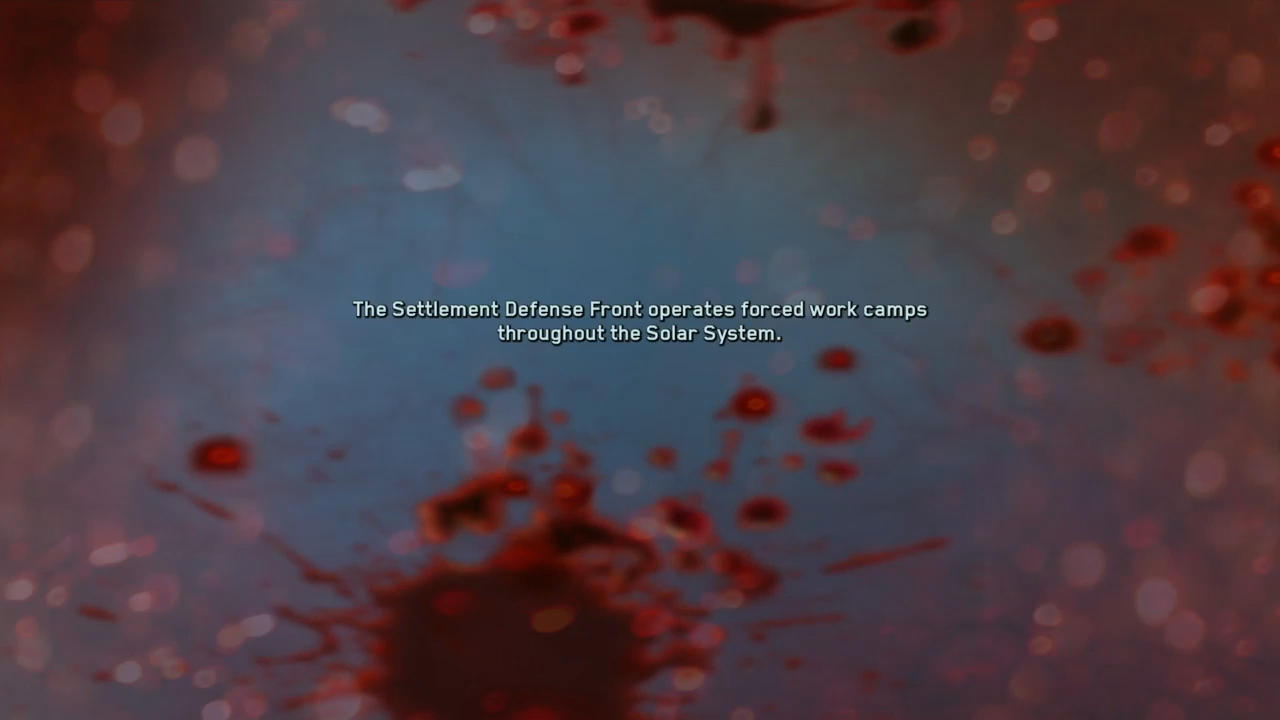 The Settlement Defense Front operates forced work camps
throughout the Solar System.